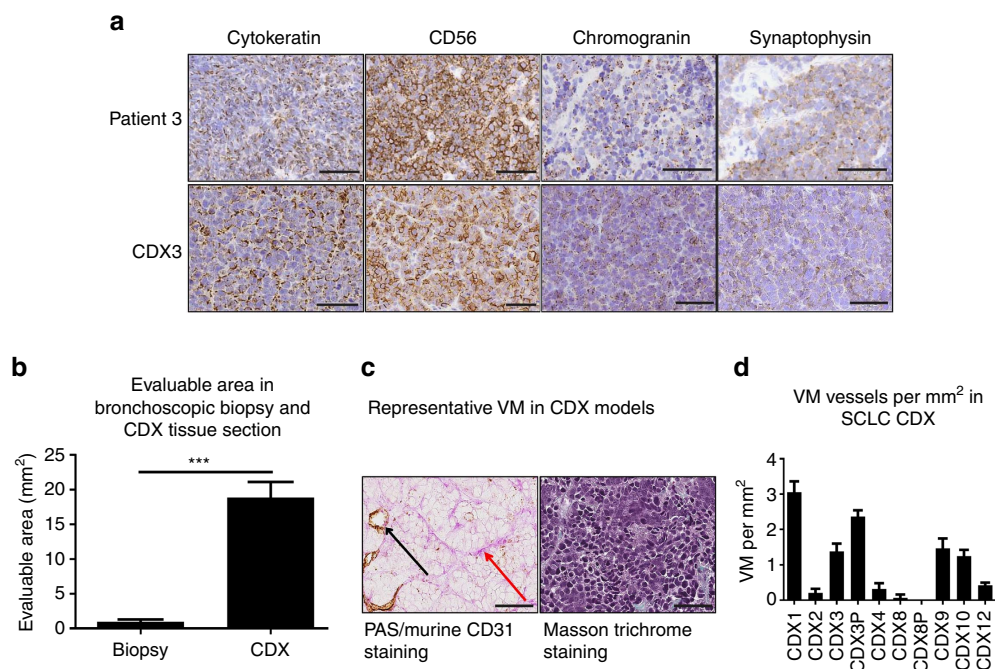 a
Cytokeratin CD56 Chromogranin Synaptophysin
Patient 3
CDX3
b
Evaluable area in
bronchoscopic biopsy and
CDX tissue section
Evaluable area (mm²)
25
20
15
10
5
0
***
Biopsy CDX
c
Representative VM in CDX models
PAS/murine CD31
staining
Masson trichrome
staining
d
VM vessels per mm² in
SCLC CDX
VM per mm²
4
3
2
1
0
CDX1
CDX2
CDX3
CDX3P
CDX4
CDX8
CDX8P
CDX9
CDX10
CDX12